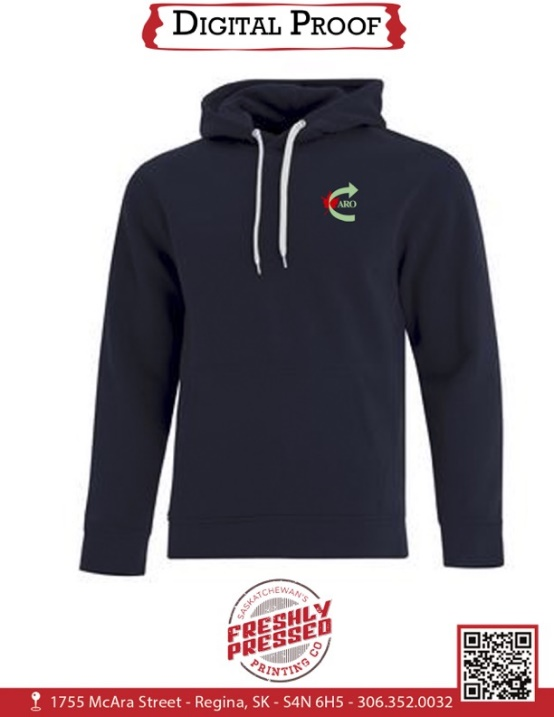 Digital Proof
ARO
SASKATCHEWAN'S
FRESHLY
PRESSED
PRINTING CO
1755 McAra Street - Regina, SK - S4N 6H5 - 306.352.0032